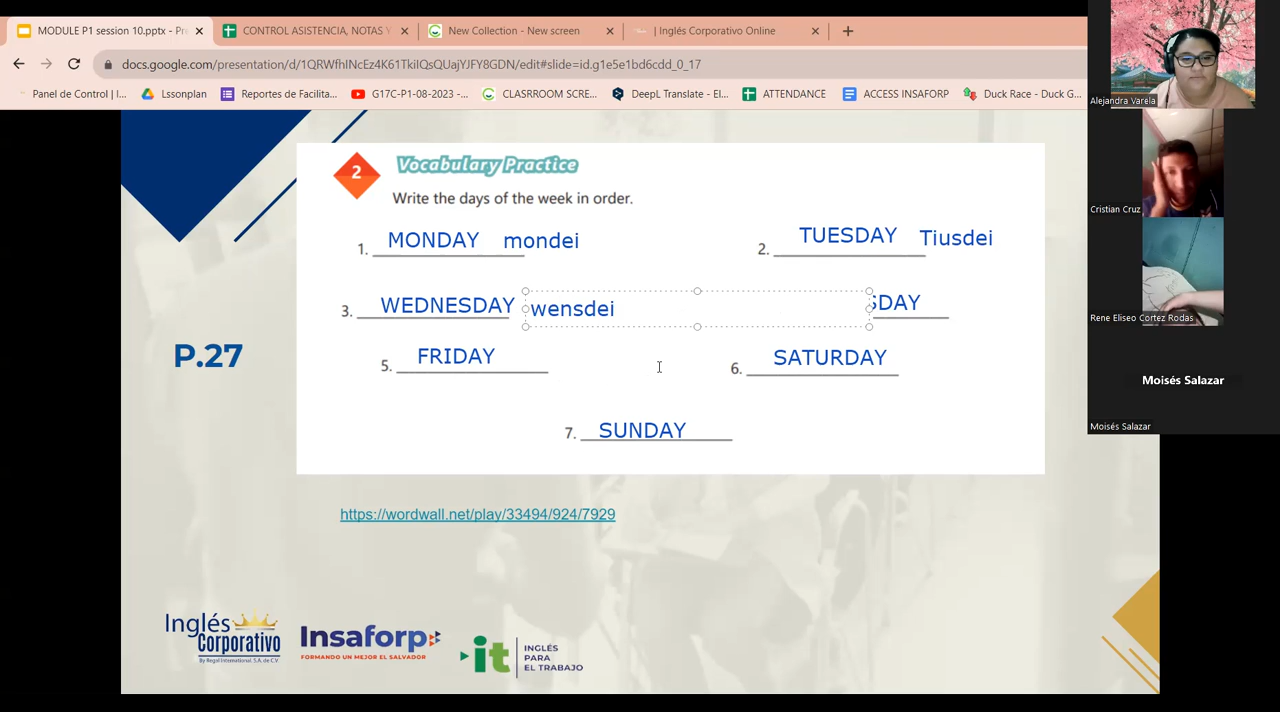 MODULE P1 session 10.pptx - Pre
CONTROL ASISTENCIA, NOTAS Y
New Collection - New screen
| Inglés Corporativo Online
docs.google.com/presentation/d/1QRWfhINcEz4K61TkiIQsQUajYJFY8GDN/edit#slide=id.g1e5e1bd6cdd_0_17
Panel de Control | I...
Lssonplan
Reportes de Facilita...
G17C-P1-08-2023 -...
CLASRROOM SCRE...
DeepL Translate - El...
ATTENDANCE
ACCESS INSAFORP
Duck Race - Duck G...
2 Vocabulary Practice
Write the days of the week in order.
1. MONDAY mondei
2. TUESDAY Tiusdei
3. WEDNESDAY wensdei
SDAY
5. FRIDAY
6. SATURDAY
7. SUNDAY
P.27
https://wordwall.net/play/33494/924/7929
Inglés
Corporativo
By Regal International, S.A. de C.V
Insaforp
FORMANDO UN MEJOR EL SALVADOR
it
INGLÉS
PARA
EL TRABAJO
Alejandra Varela
Cristian Cruz
Rene Eliseo Cortez Rodas
Moisés Salazar
Moisés Salazar